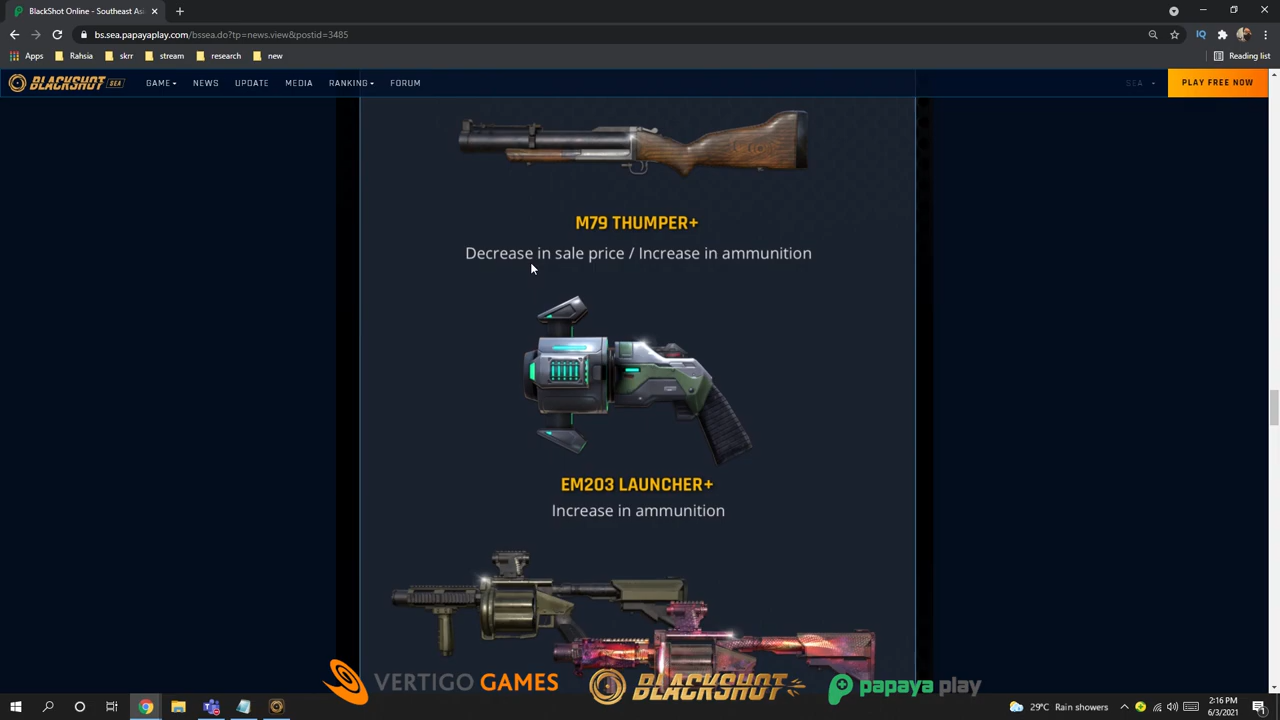 BlackShot Online - Southeast Asi
bs.sea.papayaplay.com/bssea.do?tp=news.view&postid=3485
Apps Rahsia skrr stream research new Reading list
BLACKSHOT SEA GAME NEWS UPDATE MEDIA RANKING FORUM SEA PLAY FREE NOW
M79 THUMPER+
Decrease in sale price / Increase in ammunition
EM203 LAUNCHER+
Increase in ammunition
VERTIGO GAMES BLACKSHOT papaya play
29°C Rain showers 2:16 PM
6/3/2021